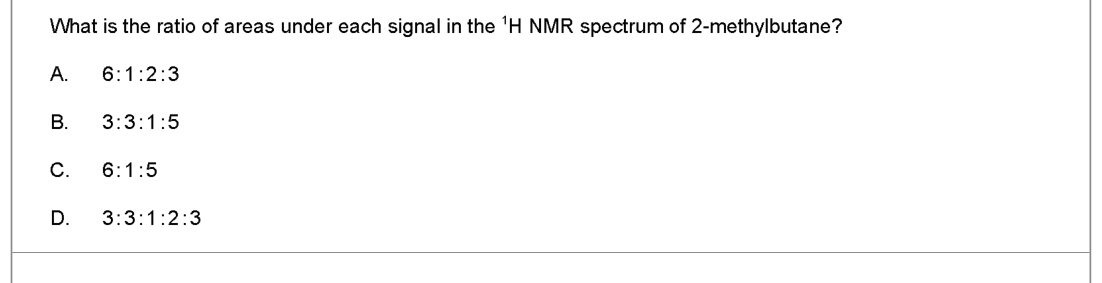 What is the ratio of areas under each signal in the ¹H NMR spectrum of 2-methylbutane?
A. 6:1:2:3
B. 3:3:1:5
C. 6:1:5
D. 3:3:1:2:3